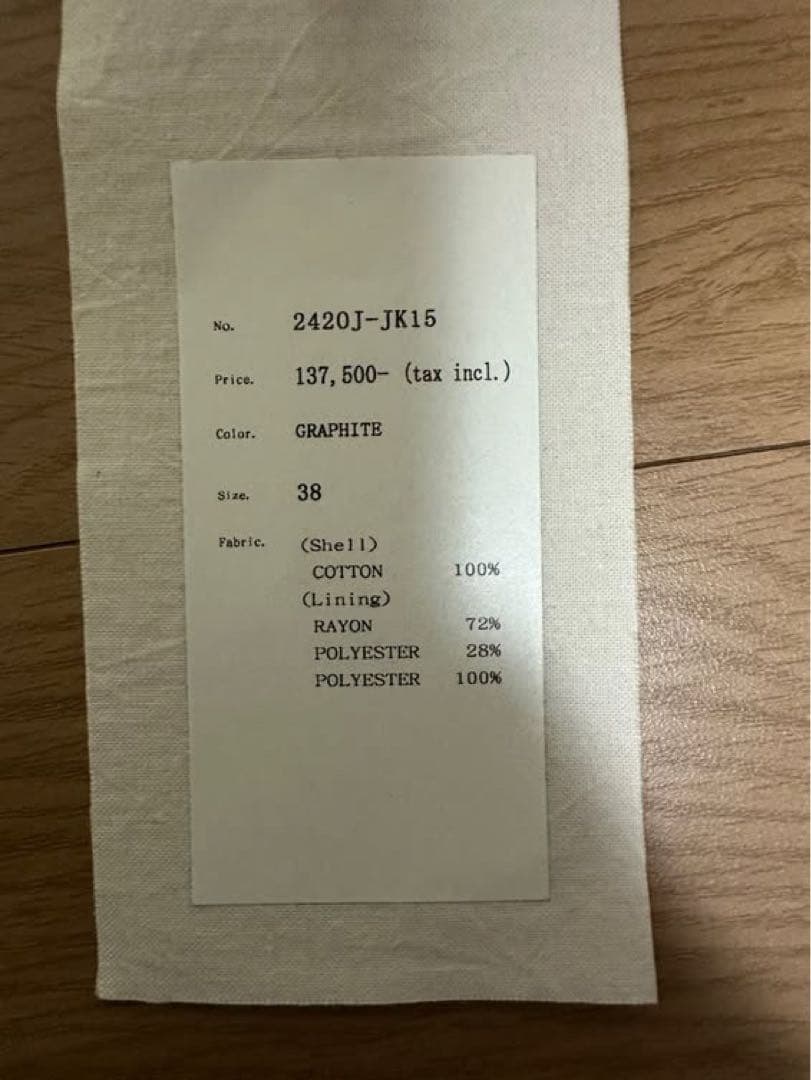 No. 2420J-JK15
Price. 137,500- (tax incl.)
Color. GRAPHITE
Size. 38
Fabric. (Shell)
COTTON 100%
(Lining)
RAYON 72%
POLYESTER 28%
POLYESTER 100%